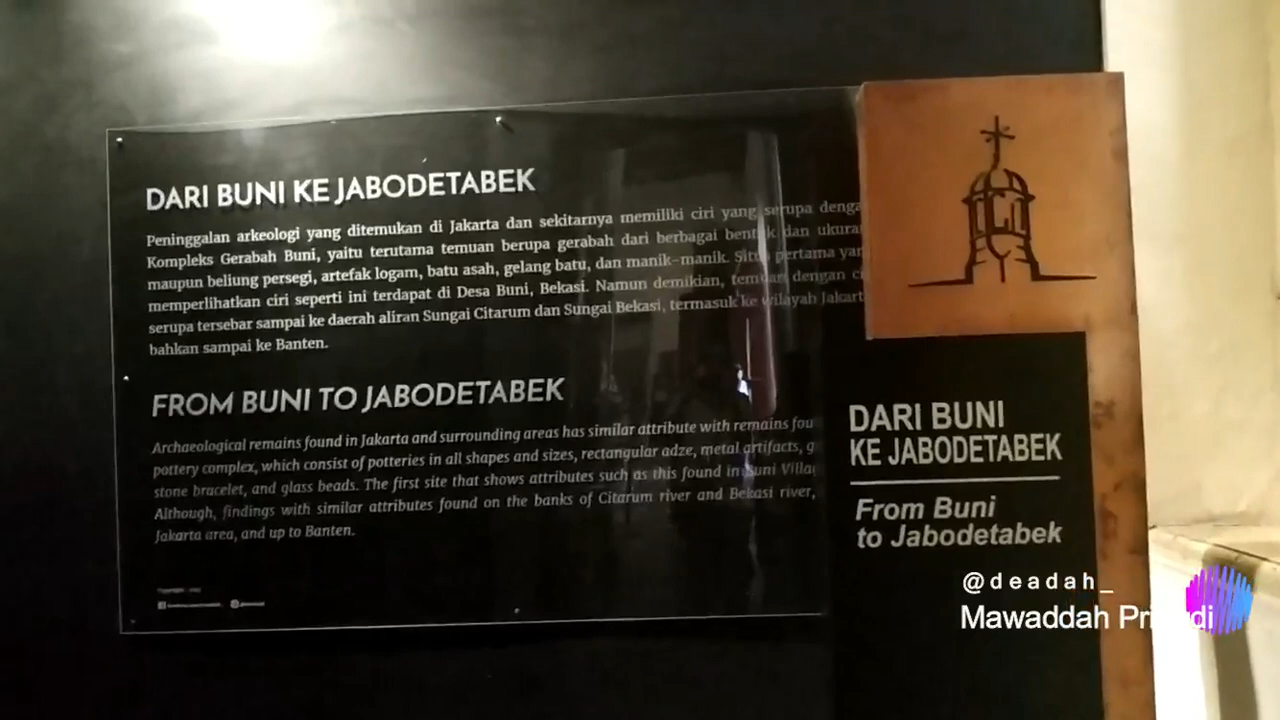 DARI BUNI KE JABODETABEK
Peninggalan arkeologi yang ditemukan di Jakarta dan sekitarnya memiliki ciri yang serupa denga
Kompleks Gerabah Buni, yaitu terutama temuan berupa gerabah dari berbagai bentuk dan ukura
maupun beliung persegi, artefak logam, batu asah, gelang batu, dan manik-manik. Situs pertama yan
memperlihatkan ciri seperti ini terdapat di Desa Buni, Bekasi. Namun demikian, temuan dengan ci
serupa tersebar sampai ke daerah aliran Sungai Citarum dan Sungai Bekasi, termasuk ke wilayah Jakart
bahkan sampai ke Banten.
FROM BUNI TO JABODETABEK
Archaeological remains found in Jakarta and surrounding areas has similar attribute with remains fou
pottery complex, which consist of potteries in all shapes and sizes, rectangular adze, metal artifacts, g
stone bracelet, and glass beads. The first site that shows attributes such as this found in Buni Villa
Although, findings with similar attributes found on the banks of Citarum river and Bekasi river,
Jakarta area, and up to Banten.
DARI BUNI
KE JABODETABEK
From Buni
to Jabodetabek
@deadah_
Mawaddah